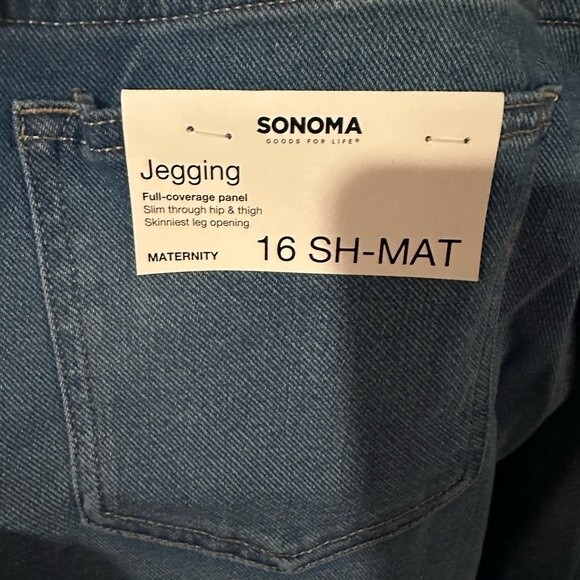 SONOMA
GOODS FOR LIFE®
Jegging
Full-coverage panel
Slim through hip & thigh
Skinniest leg opening
MATERNITY 16 SH-MAT